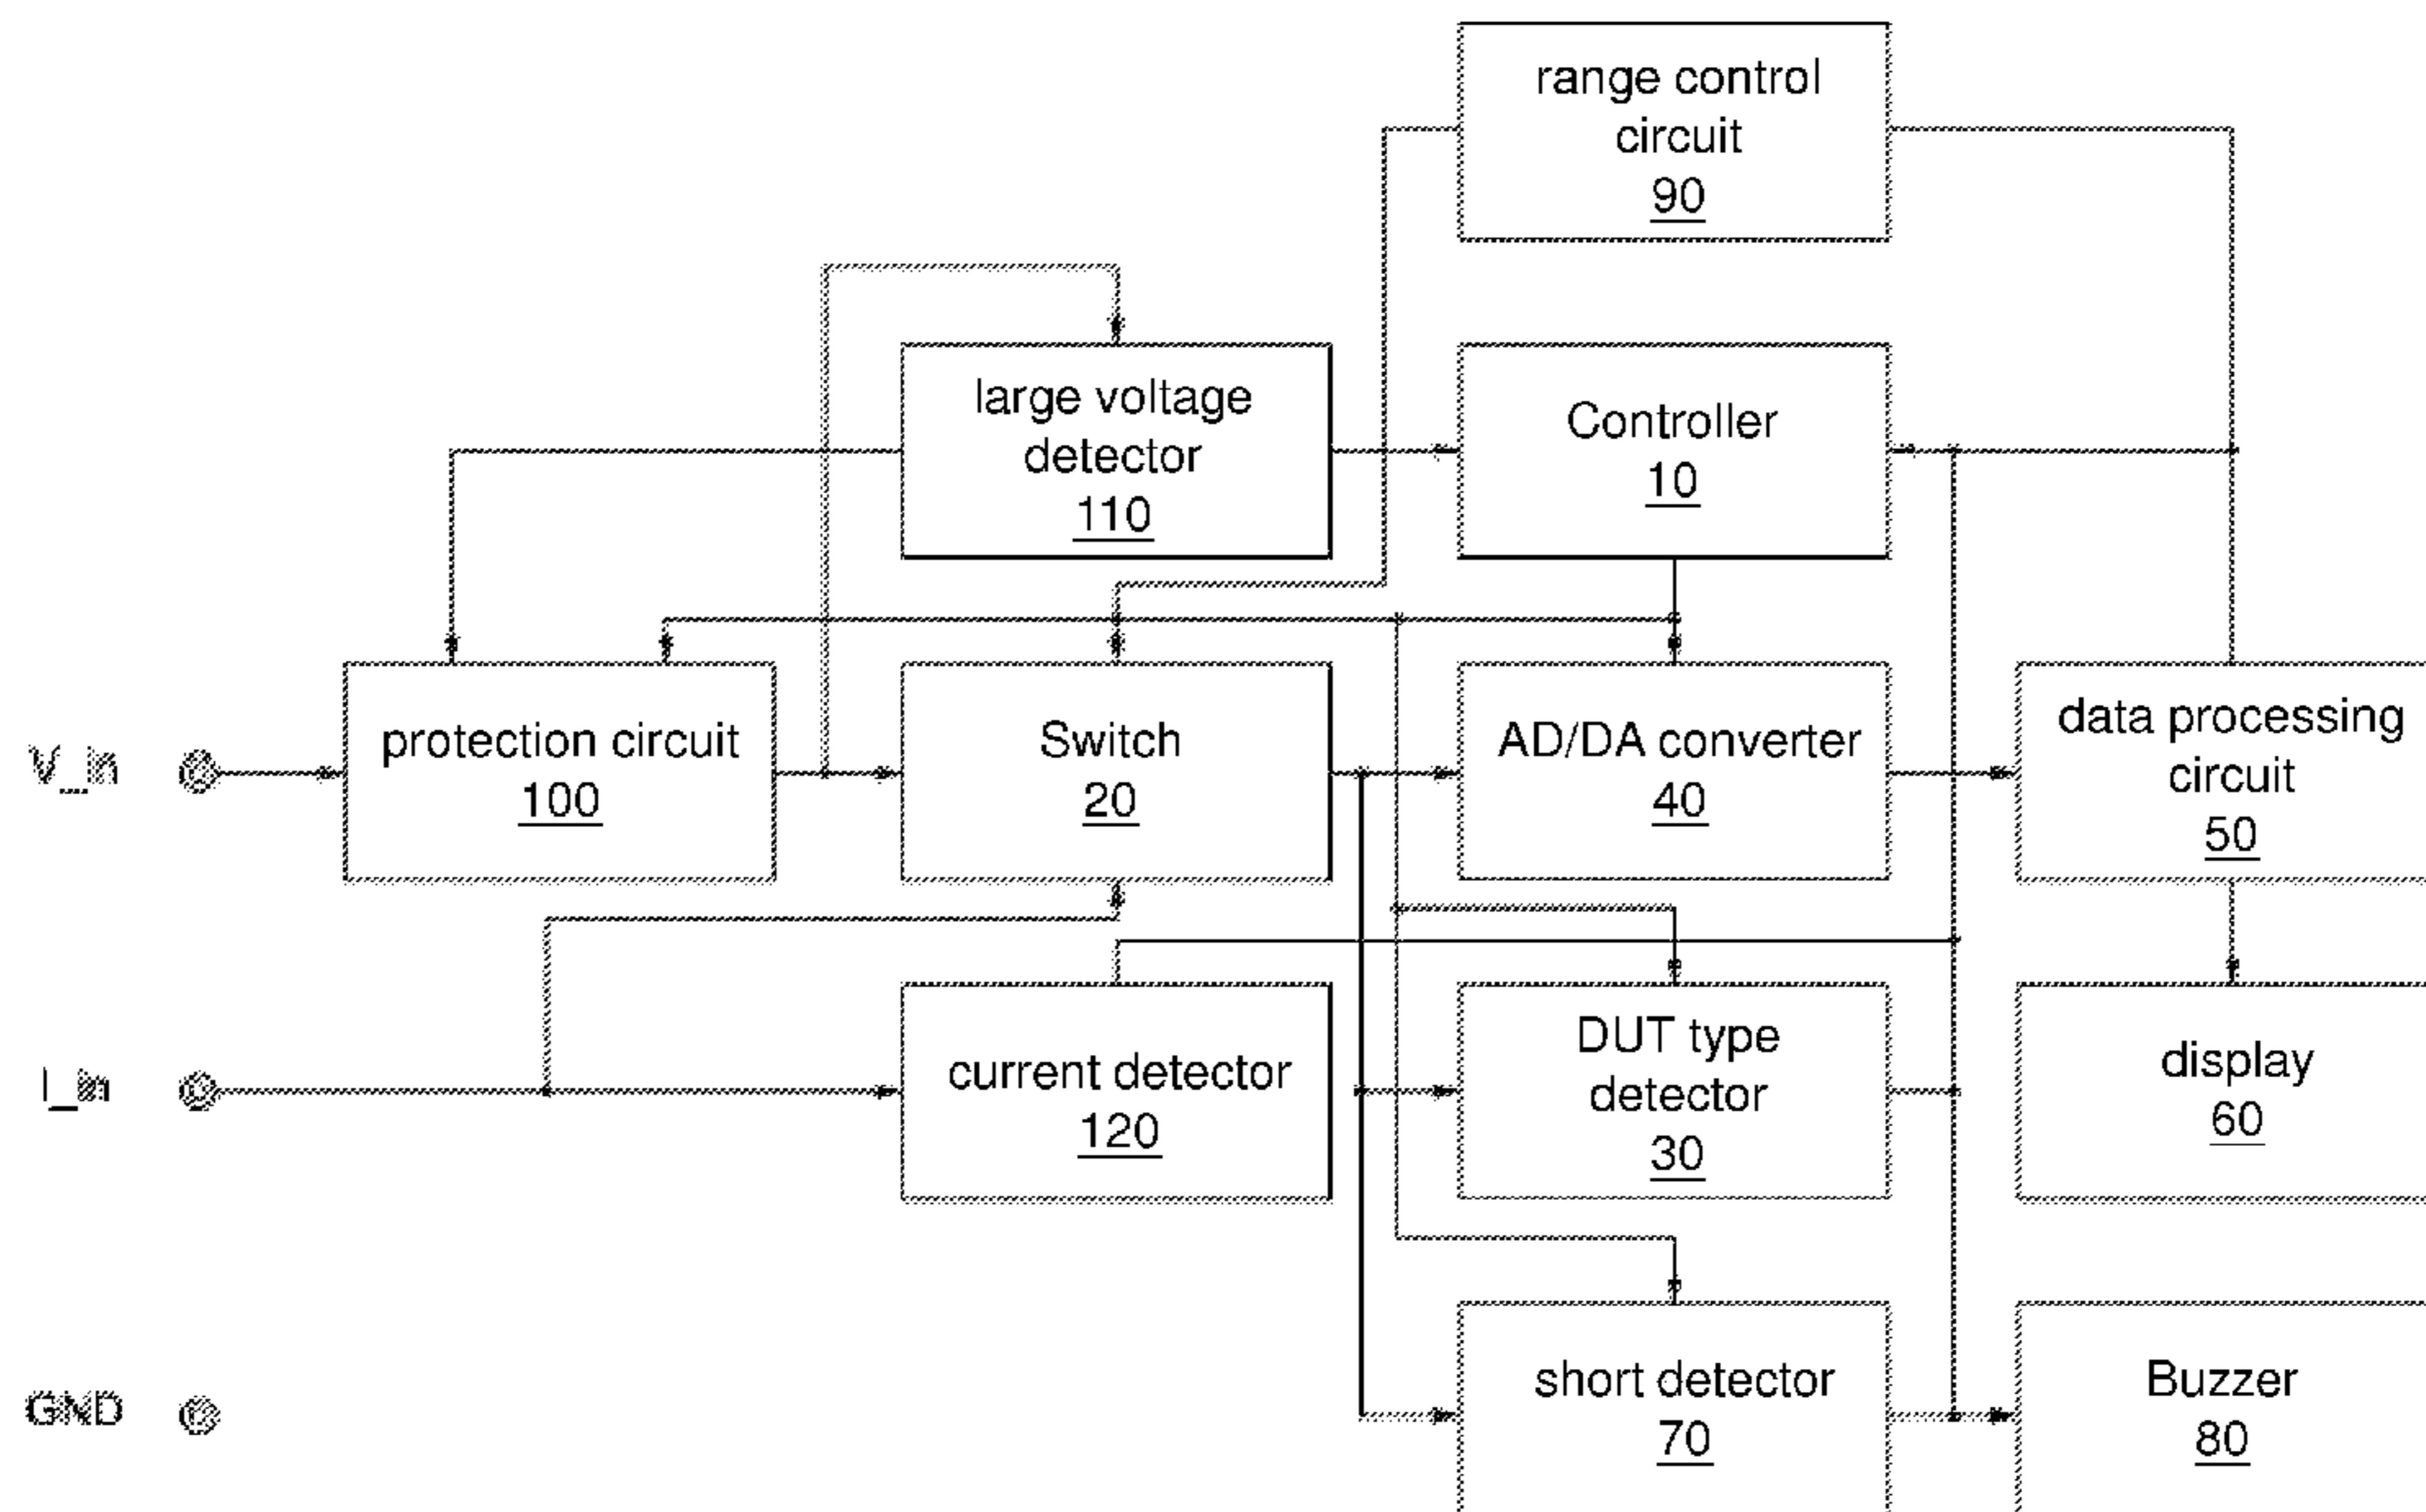 range control
circuit
90
large voltage
detector
110
Controller
10
V_in
protection circuit
100
Switch
20
AD/DA converter
40
data processing
circuit
50
I_in
current detector
120
DUT type
detector
30
display
60
GND
short detector
70
Buzzer
80